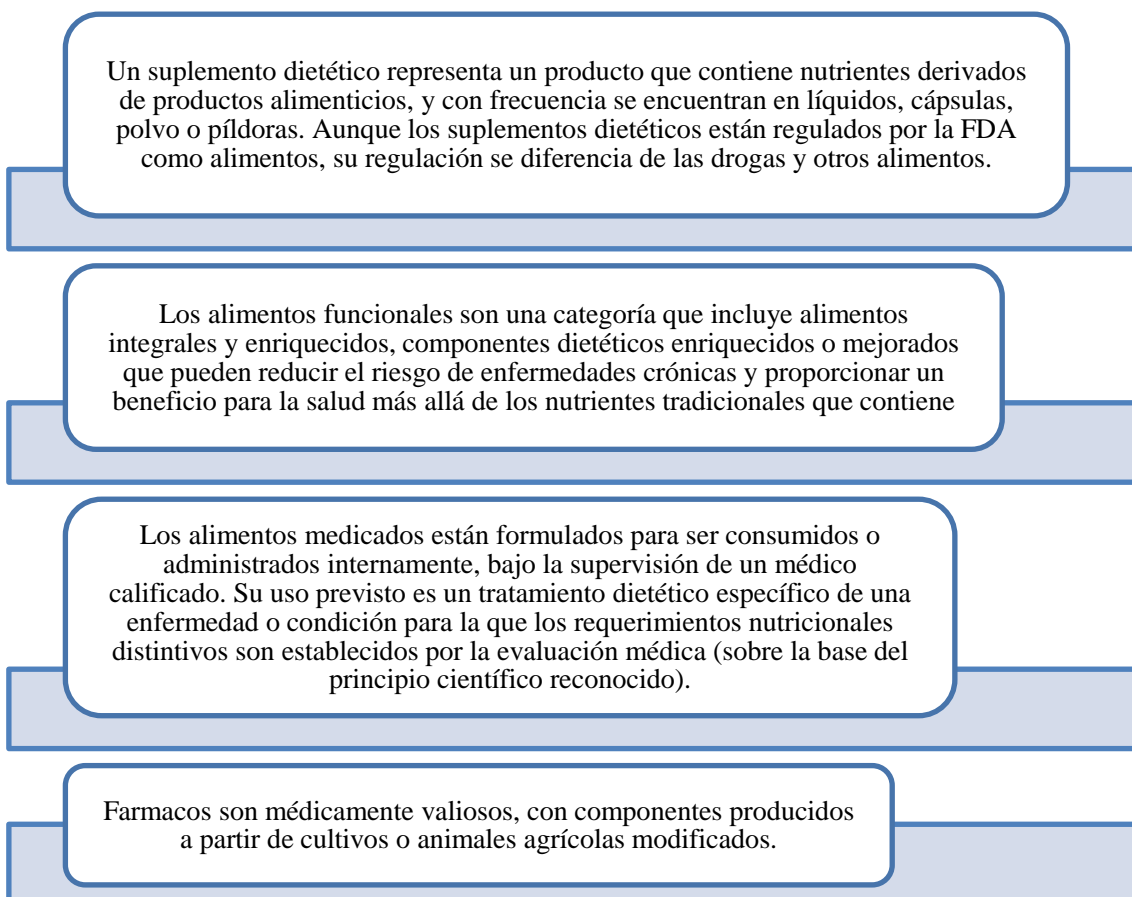 Un suplemento dietético representa un producto que contiene nutrientes derivados
de productos alimenticios, y con frecuencia se encuentran en líquidos, cápsulas,
polvo o píldoras. Aunque los suplementos dietéticos están regulados por la FDA
como alimentos, su regulación se diferencia de las drogas y otros alimentos.
Los alimentos funcionales son una categoría que incluye alimentos
integrales y enriquecidos, componentes dietéticos enriquecidos o mejorados
que pueden reducir el riesgo de enfermedades crónicas y proporcionar un
beneficio para la salud más allá de los nutrientes tradicionales que contiene
Los alimentos medicados están formulados para ser consumidos o
administrados internamente, bajo la supervisión de un médico
calificado. Su uso previsto es un tratamiento dietético específico de una
enfermedad o condición para la que los requerimientos nutricionales
distintivos son establecidos por la evaluación médica (sobre la base del
principio científico reconocido).
Farmacos son médicamente valiosos, con componentes producidos
a partir de cultivos o animales agrícolas modificados.